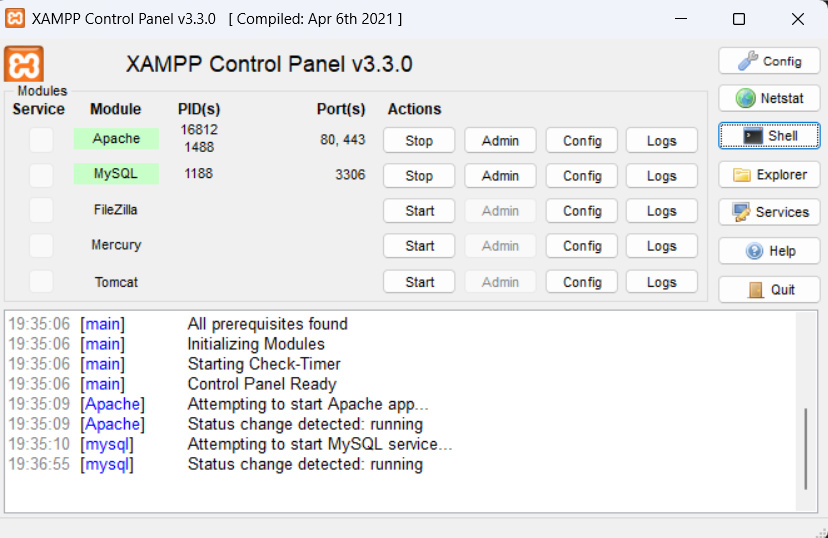 XAMPP Control Panel v3.3.0 [ Compiled: Apr 6th 2021 ]
XAMPP Control Panel v3.3.0
Config
Modules
Service Module PID(s) Port(s) Actions
Netstat
Apache 16812 1488 80, 443 Stop Admin Config Logs
Shell
MySQL 1188 3306 Stop Admin Config Logs
Explorer
FileZilla Start Admin Config Logs
Services
Mercury Start Admin Config Logs
Help
Tomcat Start Admin Config Logs
Quit
19:35:06 [main] All prerequisites found
19:35:06 [main] Initializing Modules
19:35:06 [main] Starting Check-Timer
19:35:06 [main] Control Panel Ready
19:35:09 [Apache] Attempting to start Apache app...
19:35:09 [Apache] Status change detected: running
19:35:10 [mysql] Attempting to start MySQL service...
19:36:55 [mysql] Status change detected: running